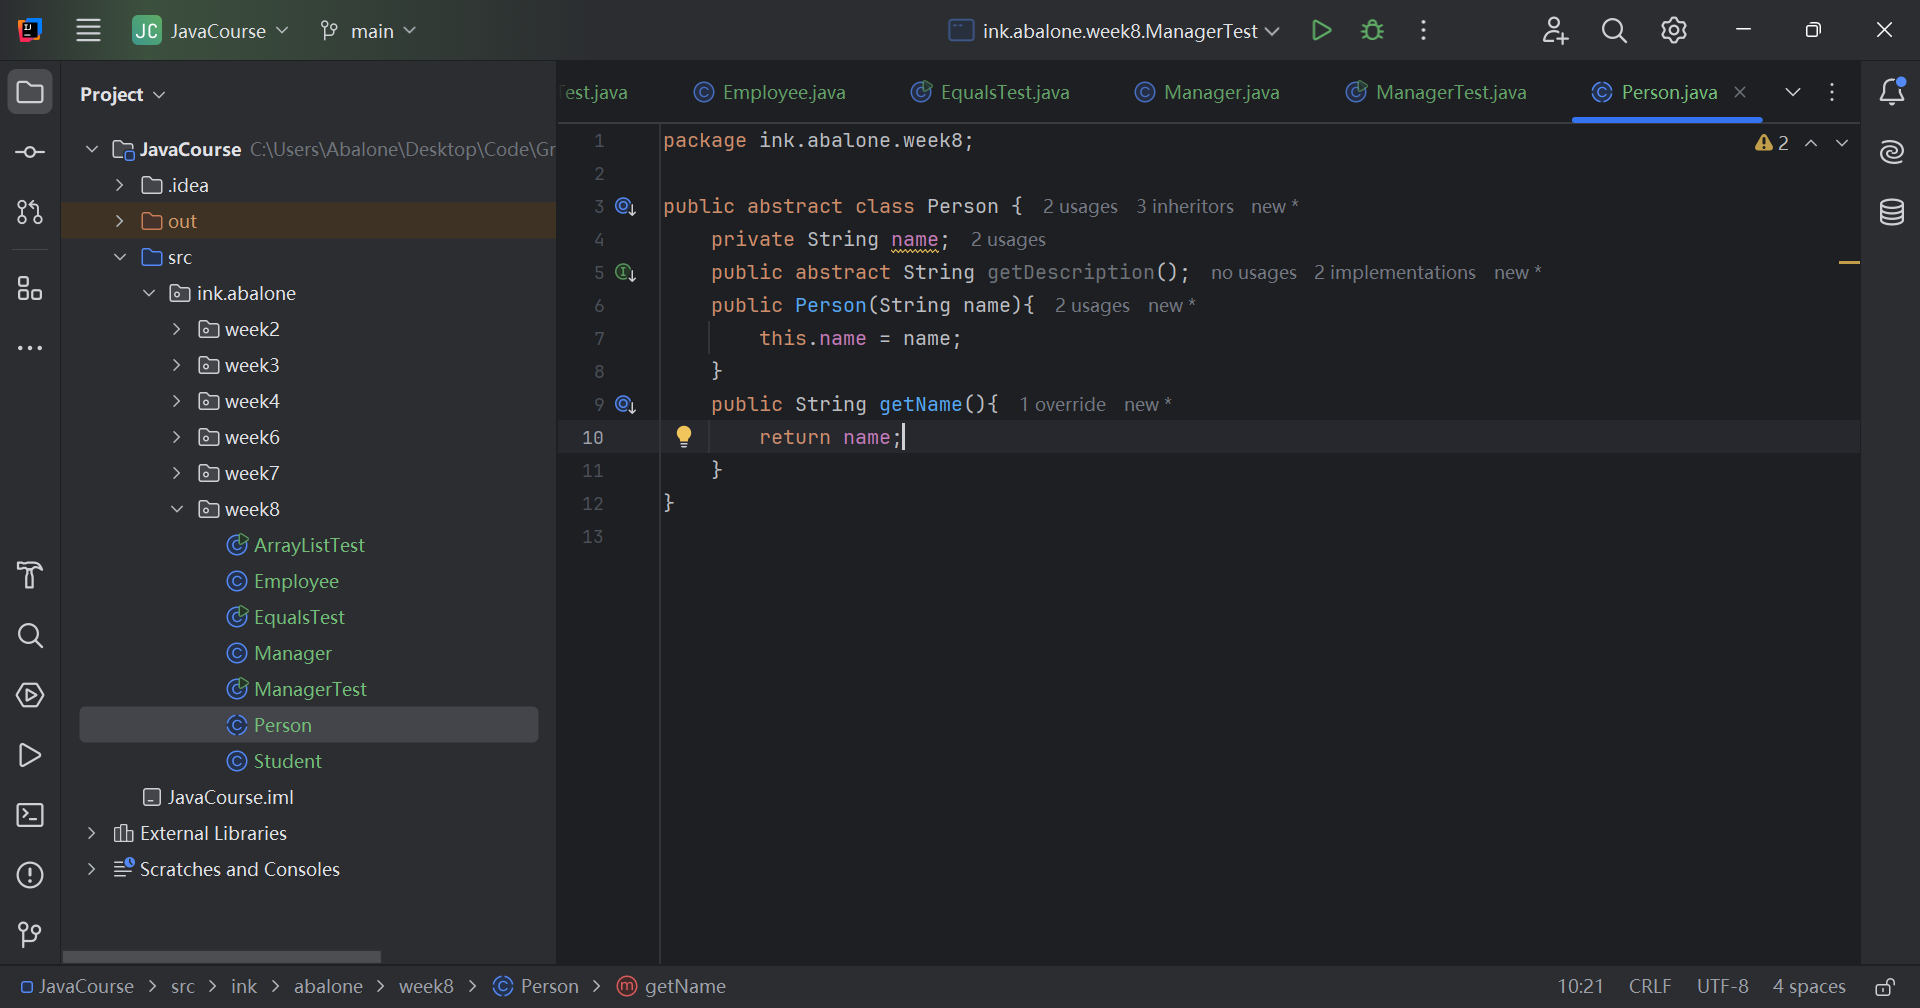 JC JavaCourse main ink.abalone.week8.ManagerTest
Project
est.java Employee.java EqualsTest.java Manager.java ManagerTest.java Person.java
JavaCourse C:\Users\Abalone\Desktop\Code\Gr
.idea
out
src
ink.abalone
week2
week3
week4
week6
week7
week8
ArrayListTest
Employee
EqualsTest
Manager
ManagerTest
Person
Student
JavaCourse.iml
External Libraries
Scratches and Consoles
1 package ink.abalone.week8;
2
3 public abstract class Person { 2 usages 3 inheritors new *
4 private String name; 2 usages
5 public abstract String getDescription(); no usages 2 implementations new *
6 public Person(String name){ 2 usages new *
7 this.name = name;
8 }
9 public String getName(){ 1 override new *
10 return name;
11 }
12 }
13
2
JavaCourse > src > ink > abalone > week8 > Person > getName
10:21 CRLF UTF-8 4 spaces